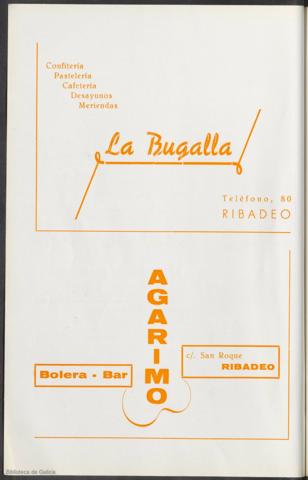 Confitería
Pastelería
Cafetería
Desayunos
Meriendas
La Bugalla
Teléfono, 80
RIBADEO
AGARIMO
c/. San Roque
RIBADEO
Bolera - Bar
Biblioteca de Galicia